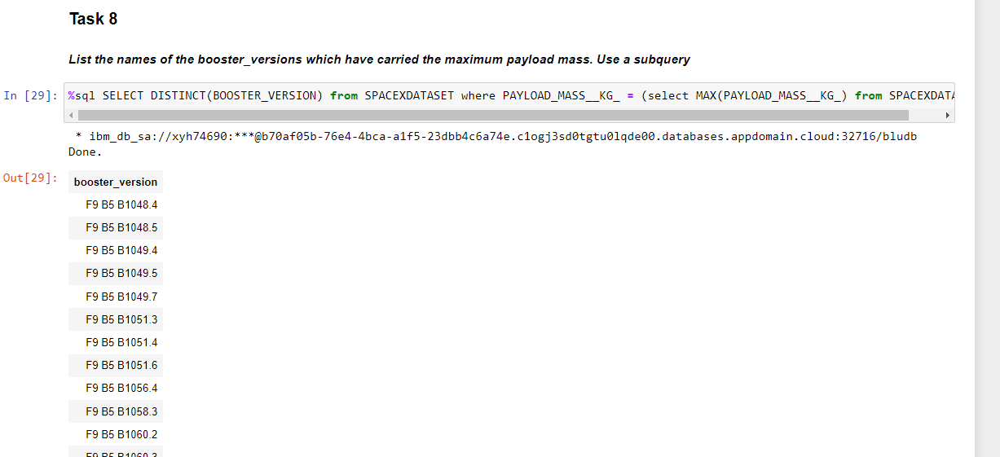 Task 8
List the names of the booster_versions which have carried the maximum payload mass. Use a subquery
In [29]: %sql SELECT DISTINCT(BOOSTER_VERSION) from SPACEXDATASET where PAYLOAD_MASS__KG_ = (select MAX(PAYLOAD_MASS__KG_) from SPACEXDATA
* ibm_db_sa://xyh74690:***@b70af05b-76e4-4bca-a1f5-23dbb4c6a74e.c1ogj3sd0tgtu0lqde00.databases.appdomain.cloud:32716/bludb
Done.
Out[29]: booster_version
F9 B5 B1048.4
F9 B5 B1048.5
F9 B5 B1049.4
F9 B5 B1049.5
F9 B5 B1049.7
F9 B5 B1051.3
F9 B5 B1051.4
F9 B5 B1051.6
F9 B5 B1056.4
F9 B5 B1058.3
F9 B5 B1060.2
F9 B5 B1060.3